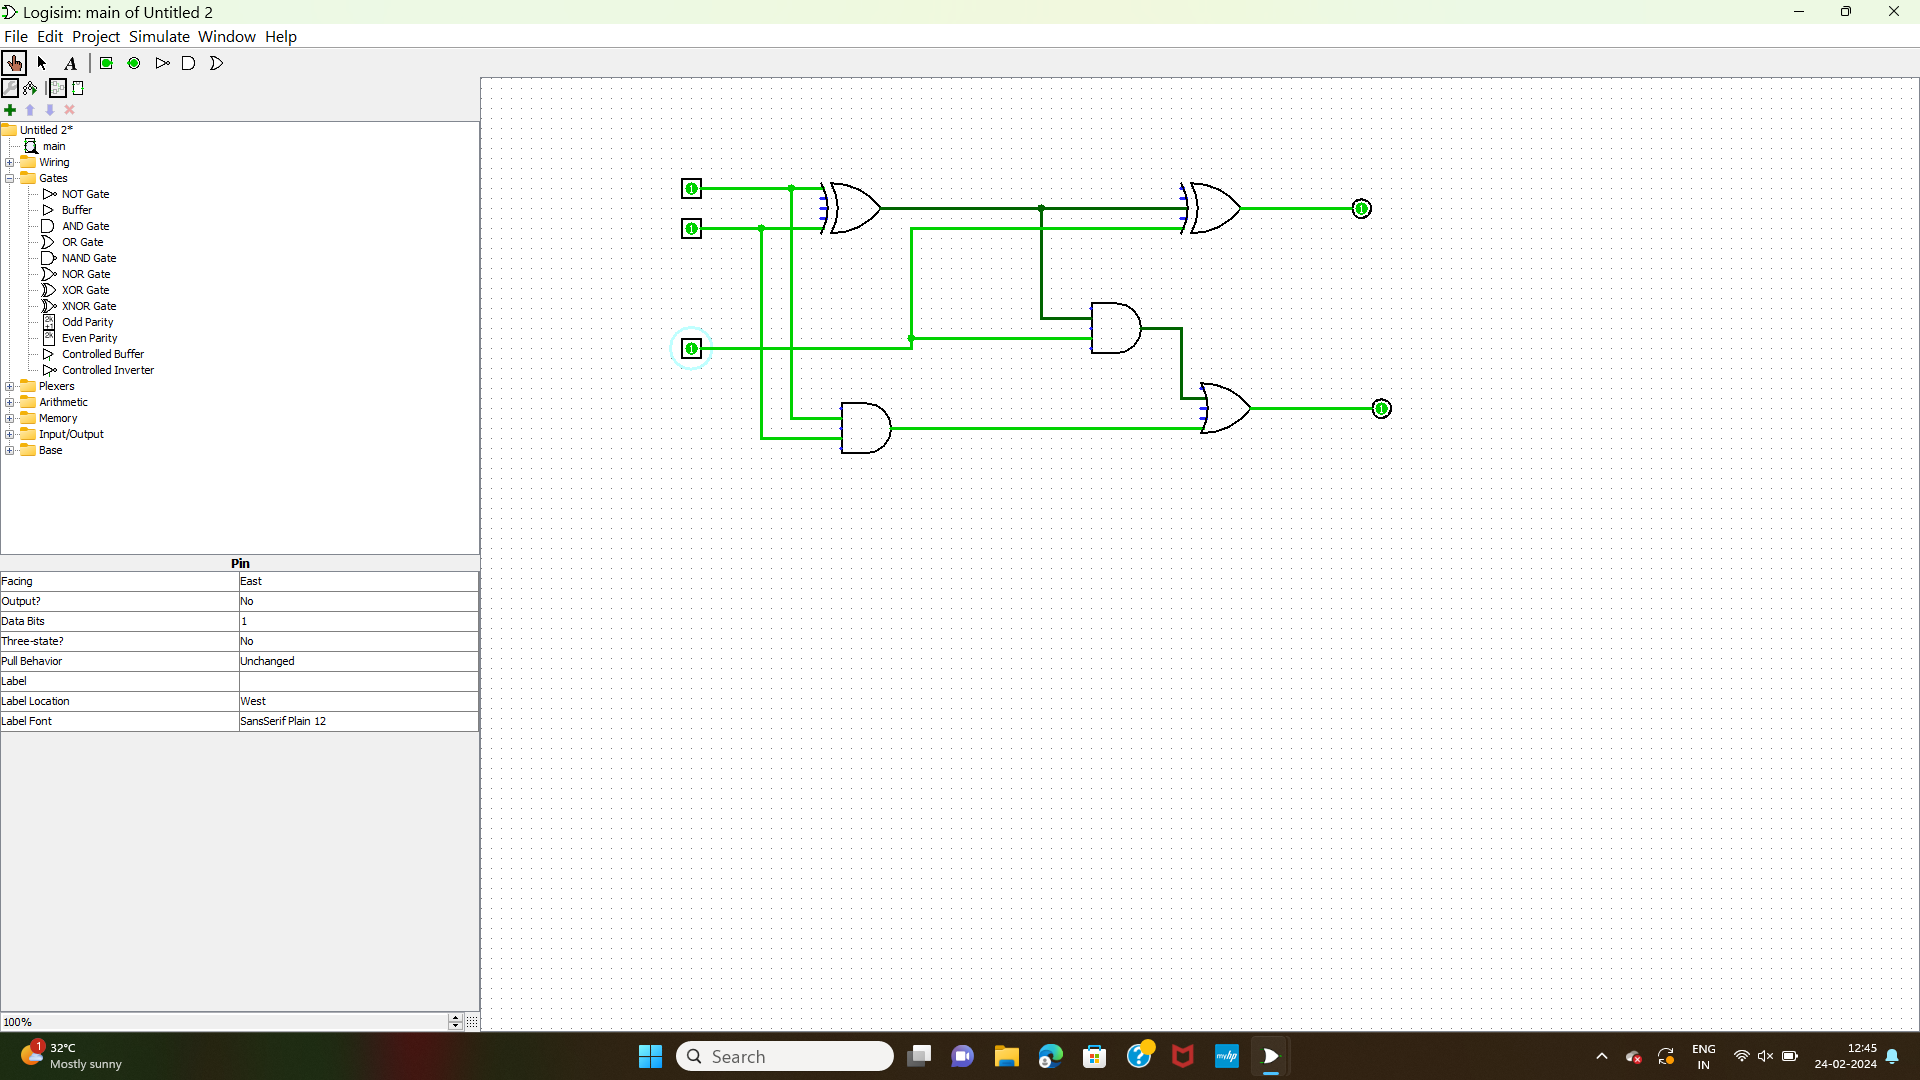 Logisim: main of Untitled 2
File Edit Project Simulate Window Help
A
Untitled 2*
main
Wiring
Gates
NOT Gate
Buffer
AND Gate
OR Gate
NAND Gate
NOR Gate
XOR Gate
XNOR Gate
2k+1 Odd Parity
2k Even Parity
Controlled Buffer
Controlled Inverter
Plexers
Arithmetic
Memory
Input/Output
Base
Pin
Facing East
Output? No
Data Bits 1
Three-state? No
Pull Behavior Unchanged
Label
Label Location West
Label Font SansSerif Plain 12
100%
1
1
1
1
1
1
32°C
Mostly sunny
Search
myhp
ENG
IN
12:45
24-02-2024